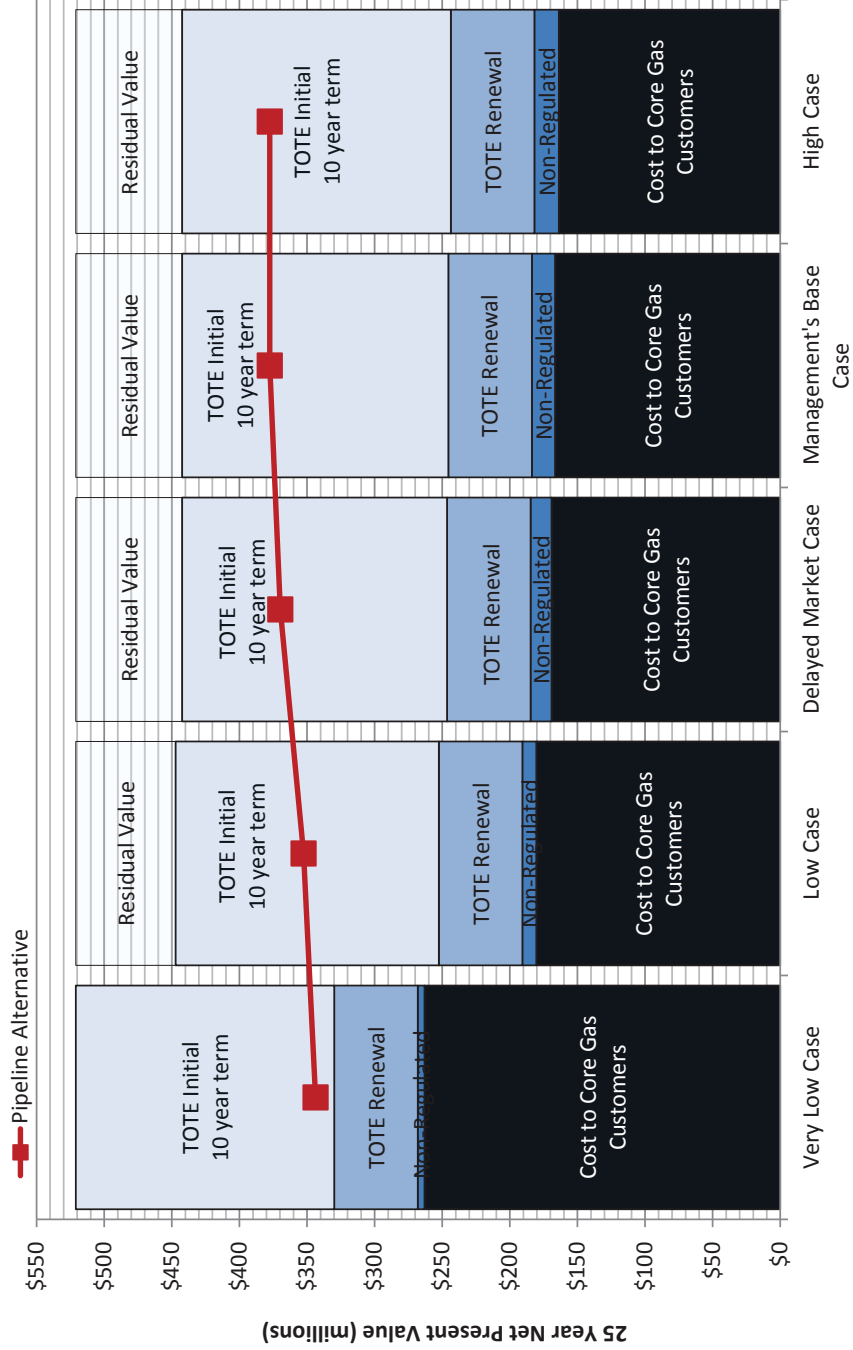 Pipeline Alternative
25 Year Net Present Value (millions)
$550
$500
$450
$400
$350
$300
$250
$200
$150
$100
$50
$0
TOTE Initial
10 year term
TOTE Renewal
Non-Regulated
Cost to Core Gas
Customers
Very Low Case
Residual Value
TOTE Initial
10 year term
TOTE Renewal
Non-Regulated
Cost to Core Gas
Customers
Low Case
Residual Value
TOTE Initial
10 year term
TOTE Renewal
Non-Regulated
Cost to Core Gas
Customers
Delayed Market Case
Residual Value
TOTE Initial
10 year term
TOTE Renewal
Non-Regulated
Cost to Core Gas
Customers
Management's Base
Case
Residual Value
TOTE Initial
10 year term
TOTE Renewal
Non-Regulated
Cost to Core Gas
Customers
High Case